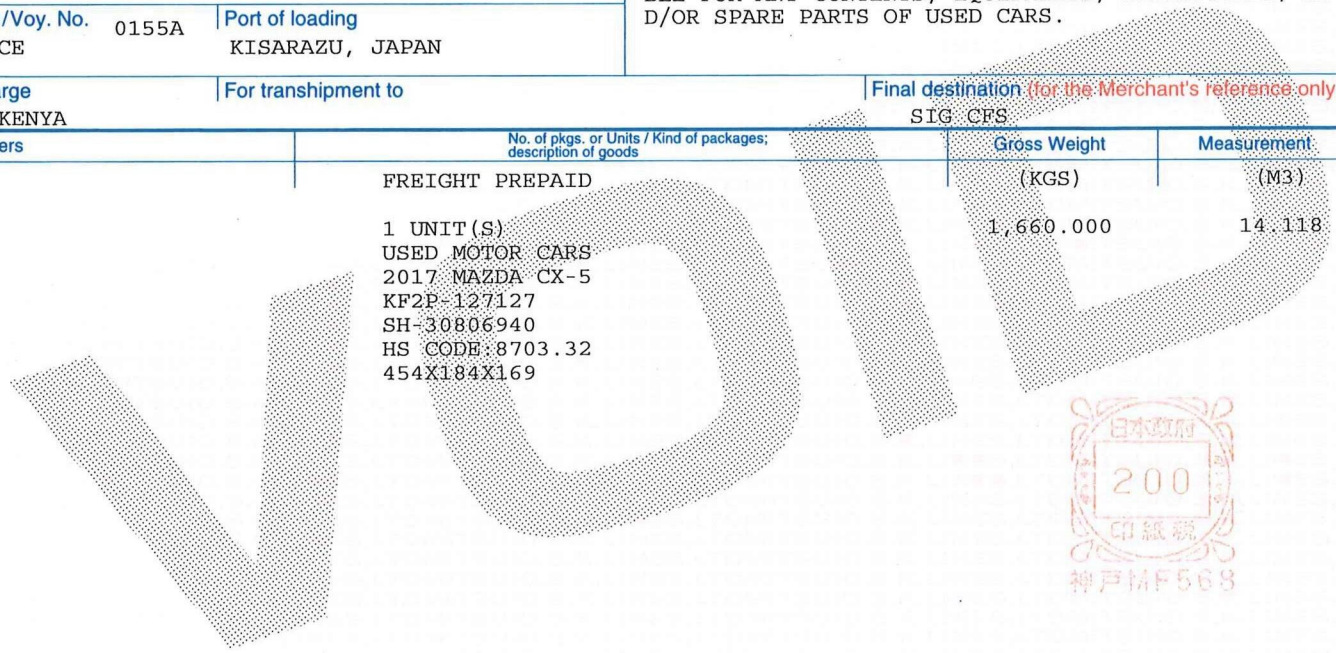 /Voy. No. 0155A
Port of loading
CE
KISARAZU, JAPAN
D/OR SPARE PARTS OF USED CARS.
rge
For transhipment to
Final destination (for the Merchant's reference only
KENYA
SIG CFS
ers
No. of pkgs. or Units / Kind of packages;
description of goods
Gross Weight
Measurement
FREIGHT PREPAID
(KGS)
(M3)
1 UNIT(S)
1,660.000
14.118
USED MOTOR CARS
2017 MAZDA CX-5
KF2P-127127
SH-30806940
HS CODE:8703.32
454X184X169
VOID
日本政府
200
印紙税
神戸MF568